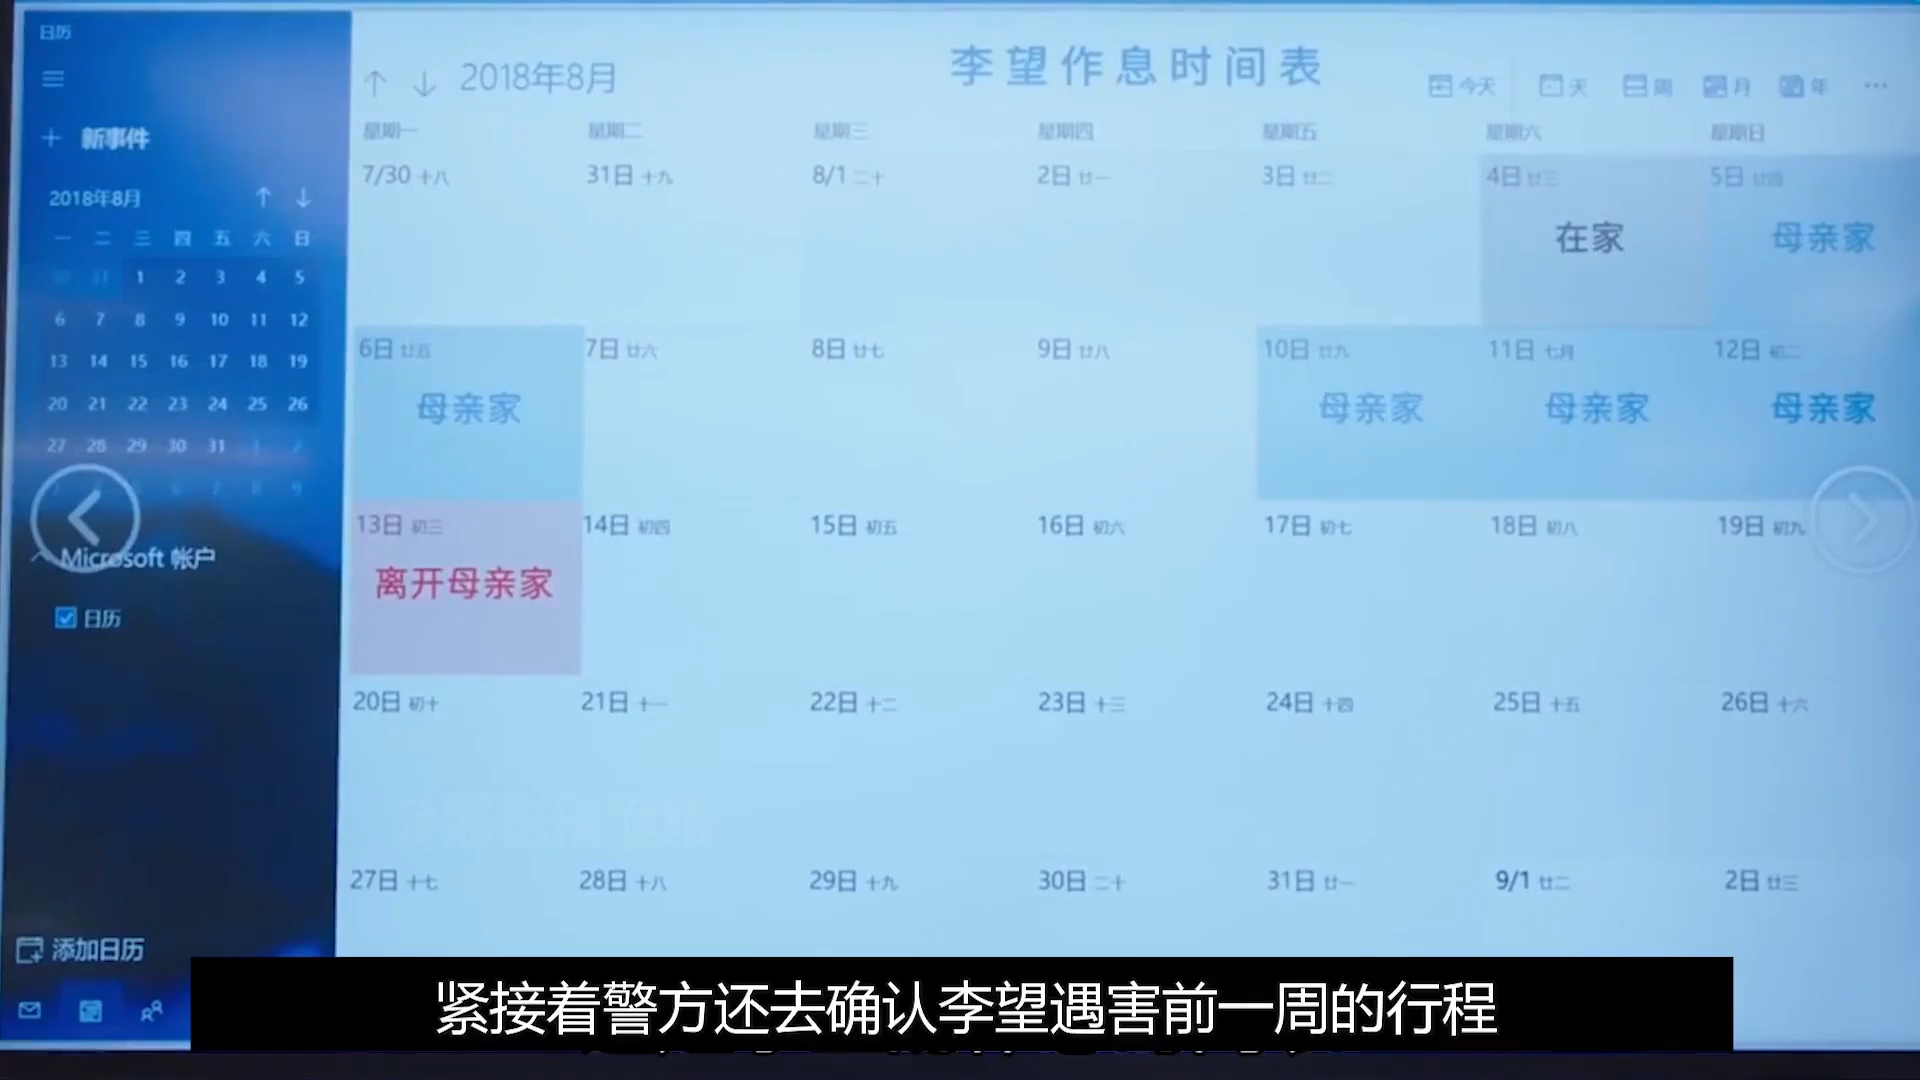 日历
李望作息时间表
2018年8月
今天 天 周 月 年 ...
新事件
星期一 星期二 星期三 星期四 星期五 星期六 星期日
7/30 十八 31日 十九 8/1 二十 2日 廿一 3日 廿二 4日 廿三 5日 廿四
在家 母亲家
2018年8月
一 二 三 四 五 六 日
30 31 1 2 3 4 5
6 7 8 9 10 11 12
13 14 15 16 17 18 19
20 21 22 23 24 25 26
27 28 29 30 31 1 2
6 7 8 9
6日 廿五 7日 廿六 8日 廿七 9日 廿八 10日 廿九 11日 七月 12日 初二
母亲家 母亲家 母亲家 母亲家
13日 初三 14日 初四 15日 初五 16日 初六 17日 初七 18日 初八 19日 初九
离开母亲家
Microsoft 帐户
日历
20日 初十 21日 十一 22日 十二 23日 十三 24日 十四 25日 十五 26日 十六
27日 十七 28日 十八 29日 十九 30日 二十 31日 廿一 9/1 廿二 2日 廿三
添加日历
紧接着警方还去确认李望遇害前一周的行程